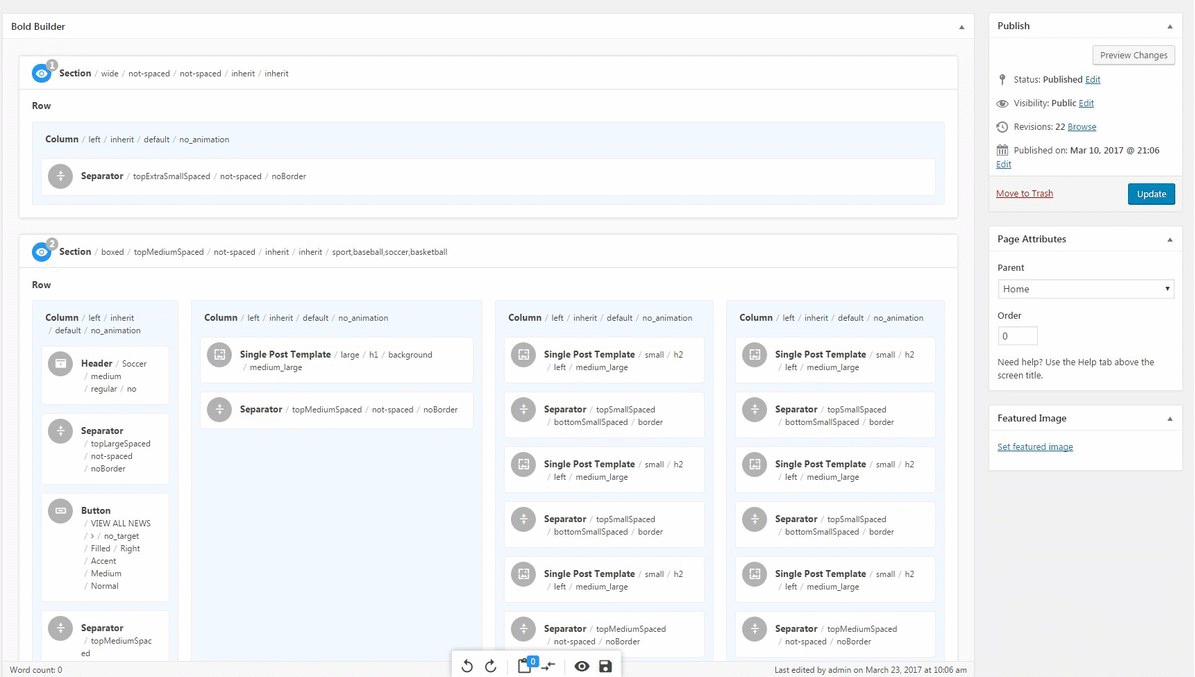 Bold Builder
1
Section / wide / not-spaced / not-spaced / inherit / inherit
Row
Column / left / inherit / default / no_animation
Separator / topExtraSmallSpaced / not-spaced / noBorder
2
Section / boxed / topMediumSpaced / not-spaced / inherit / inherit / sport,baseball,soccer,basketball
Row
Column / left / inherit
/ default / no_animation
Header / Soccer
/ medium
/ regular / no
Separator
/ topLargeSpaced
/ not-spaced
/ noBorder
Button
/ VIEW ALL NEWS
/ > / no_target
/ Filled / Right
/ Accent
/ Medium
/ Normal
Separator
/ topMediumSpac
ed
Column / left / inherit / default / no_animation
Single Post Template / large / h1 / background
/ medium_large
Separator / topMediumSpaced / not-spaced / noBorder
Column / left / inherit / default / no_animation
Single Post Template / small / h2
/ left / medium_large
Separator / topSmallSpaced
/ bottomSmallSpaced / border
Single Post Template / small / h2
/ left / medium_large
Separator / topSmallSpaced
/ bottomSmallSpaced / border
Single Post Template / small / h2
/ left / medium_large
Separator / topMediumSpaced
/ not-spaced / noBorder
Column / left / inherit / default / no_animation
Single Post Template / small / h2
/ left / medium_large
Separator / topSmallSpaced
/ bottomSmallSpaced / border
Single Post Template / small / h2
/ left / medium_large
Separator / topSmallSpaced
/ bottomSmallSpaced / border
Single Post Template / small / h2
/ left / medium_large
Separator / topMediumSpaced
/ not-spaced / noBorder
0
Word count: 0
Last edited by admin on March 23, 2017 at 10:06 am
Publish
Preview Changes
Status: Published Edit
Visibility: Public Edit
Revisions: 22 Browse
Published on: Mar 10, 2017 @ 21:06
Edit
Move to Trash
Update
Page Attributes
Parent
Home
Order
0
Need help? Use the Help tab above the
screen title.
Featured Image
Set featured image